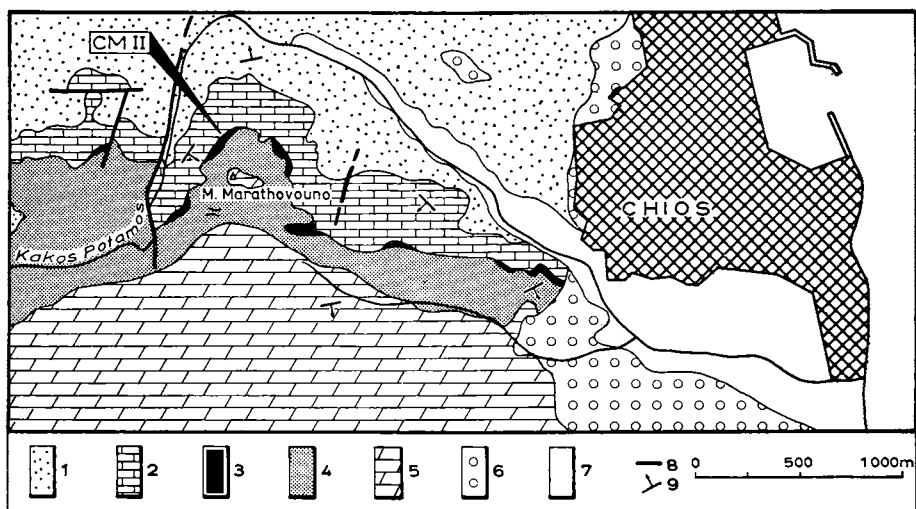 CM II
M. Marathovouno
Kakos Potamos
CHIOS
1 2 3 4 5 6 7 8 9 0 500 1000m